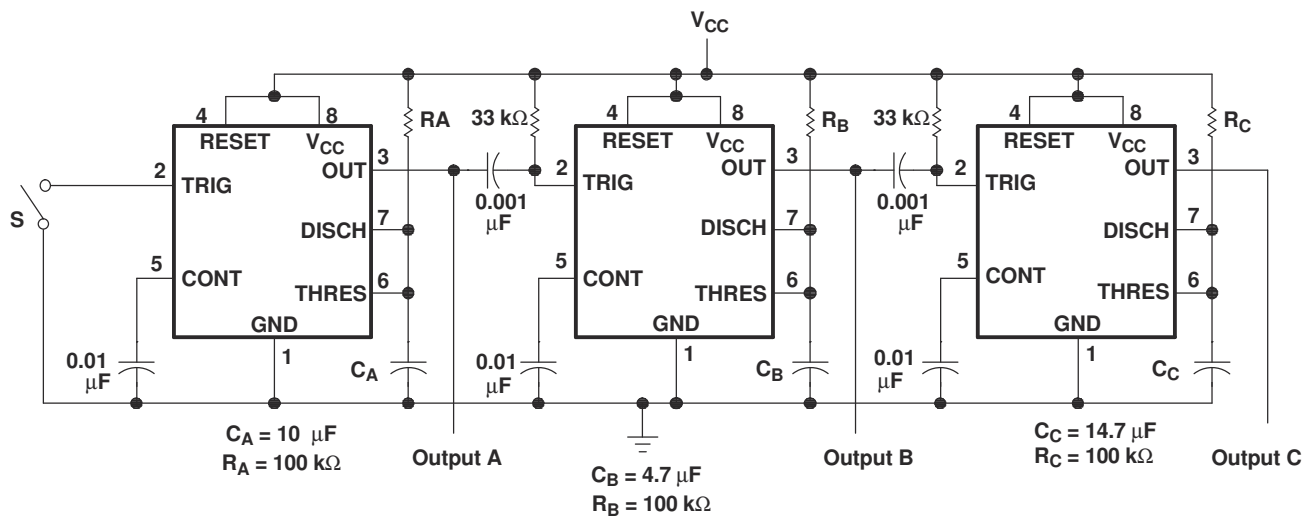 VCC
RA
33 kΩ
RB
33 kΩ
RC
4
8
RESET
VCC
2
TRIG
3
OUT
7
DISCH
5
CONT
6
THRES
GND
1
S
0.01
μF
CA
0.001
μF
4
8
RESET
VCC
2
TRIG
3
OUT
7
DISCH
5
CONT
6
THRES
GND
1
0.01
μF
CB
0.001
μF
4
8
RESET
VCC
2
TRIG
3
OUT
7
DISCH
5
CONT
6
THRES
GND
1
0.01
μF
CC
CA = 10 μF
RA = 100 kΩ
Output A
CB = 4.7 μF
RB = 100 kΩ
Output B
CC = 14.7 μF
RC = 100 kΩ
Output C